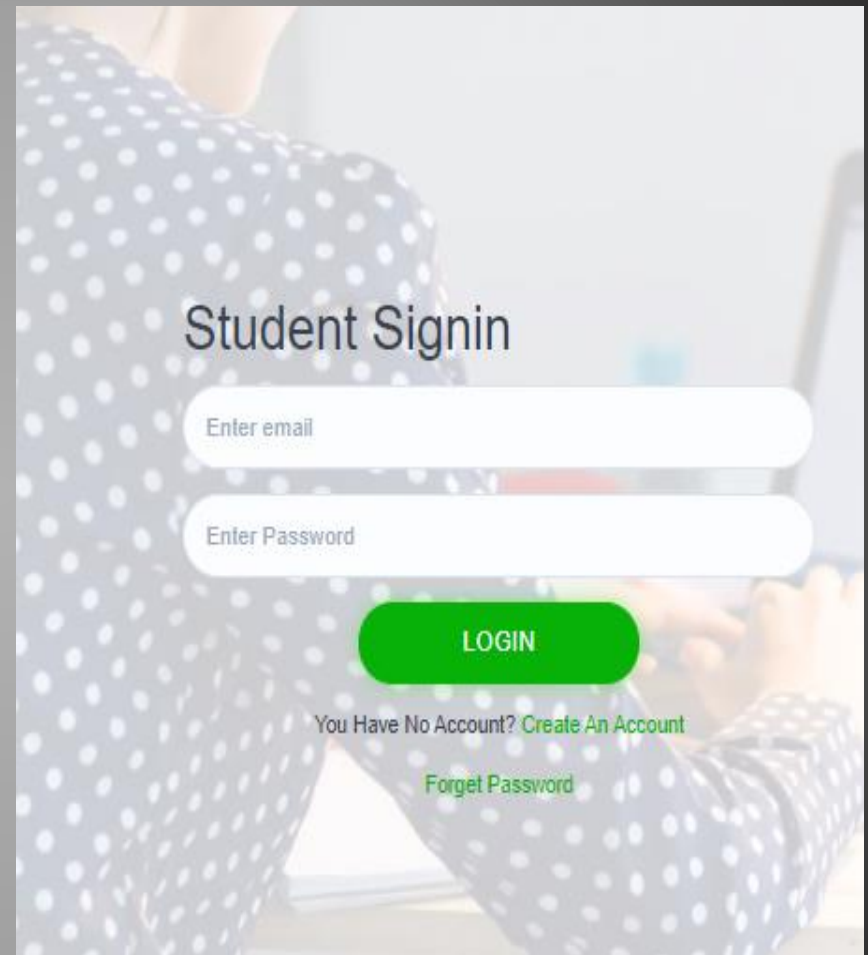 Student Signin
Enter email
Enter Password
LOGIN
You Have No Account? Create An Account
Forget Password